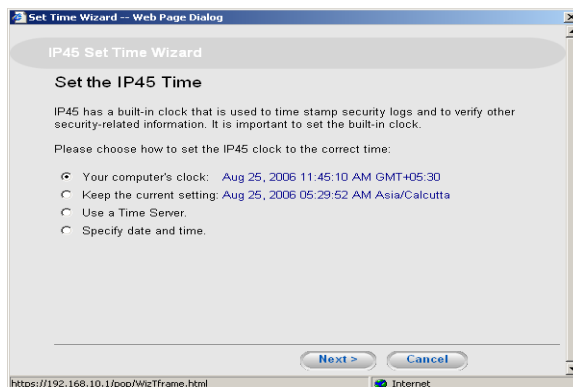 Set Time Wizard -- Web Page Dialog
IP45 Set Time Wizard
Set the IP45 Time
IP45 has a built-in clock that is used to time stamp security logs and to verify other
security-related information. It is important to set the built-in clock.
Please choose how to set the IP45 clock to the correct time:
Your computer's clock: Aug 25, 2006 11:45:10 AM GMT+05:30
Keep the current setting: Aug 25, 2006 05:29:52 AM Asia/Calcutta
Use a Time Server.
Specify date and time.
Next > Cancel
https://192.168.10.1/pop/WizTframe.html Internet